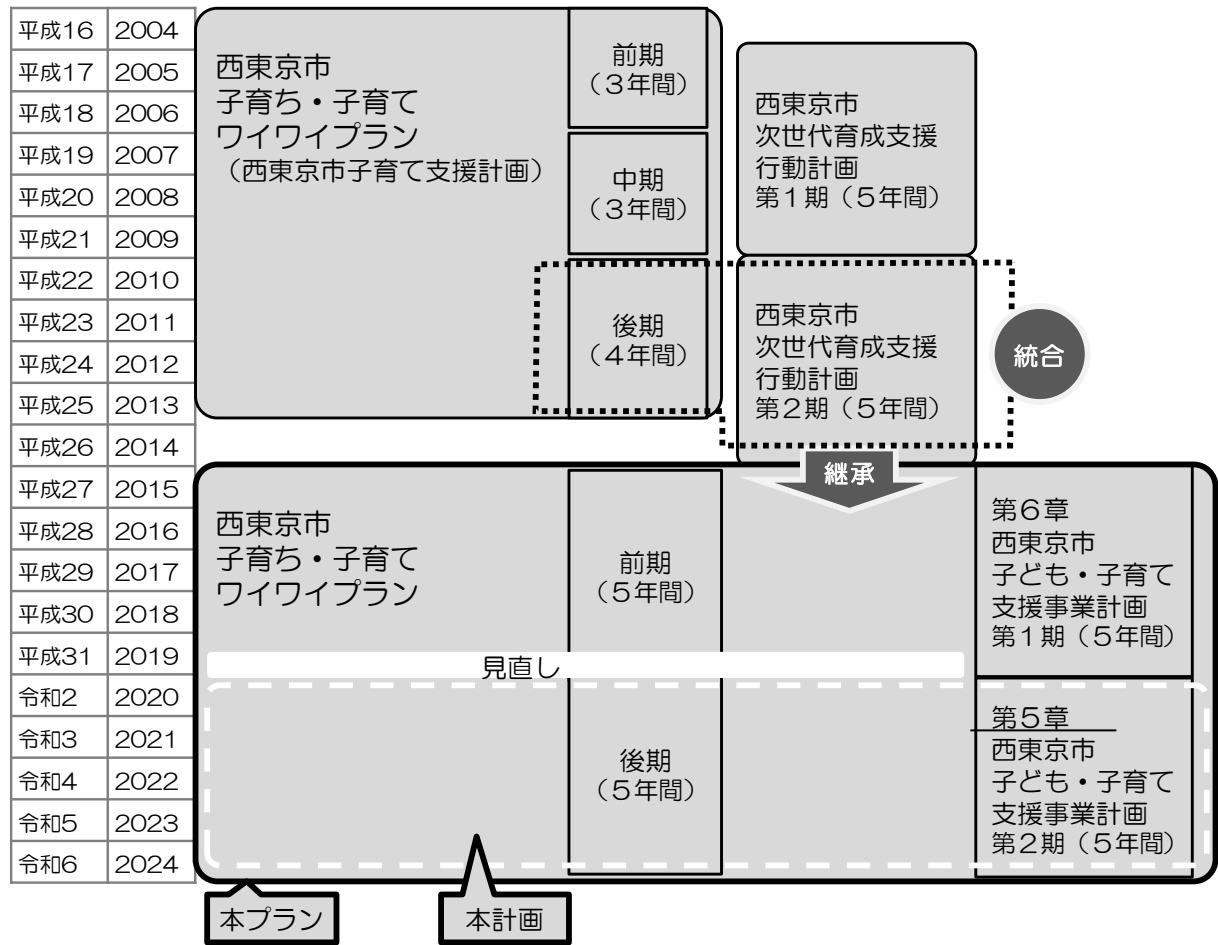 平成16 2004
平成17 2005
平成18 2006
平成19 2007
平成20 2008
平成21 2009
平成22 2010
平成23 2011
平成24 2012
平成25 2013
平成26 2014
平成27 2015
平成28 2016
平成29 2017
平成30 2018
平成31 2019
令和2 2020
令和3 2021
令和4 2022
令和5 2023
令和6 2024
西東京市
子育ち・子育て
ワイワイプラン
（西東京市子育て支援計画）
前期
（３年間）
中期
（３年間）
後期
（４年間）
西東京市
次世代育成支援
行動計画
第１期（５年間）
西東京市
次世代育成支援
行動計画
第２期（５年間）
統合
継承
西東京市
子育ち・子育て
ワイワイプラン
前期
（５年間）
見直し
後期
（５年間）
第６章
西東京市
子ども・子育て
支援事業計画
第１期（５年間）
第５章
西東京市
子ども・子育て
支援事業計画
第２期（５年間）
本プラン
本計画